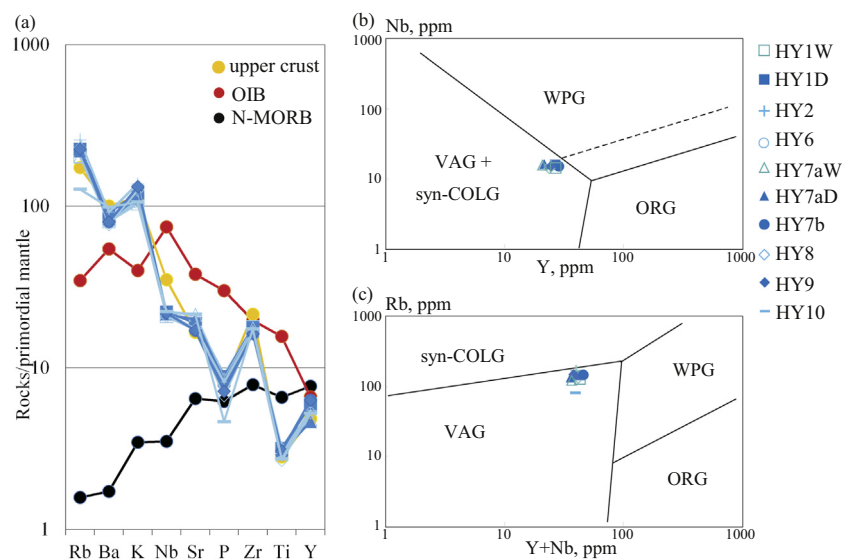 (a)
1000
100
10
1
Rocks/primordial mantle
upper crust
OIB
N-MORB
Rb Ba K Nb Sr P Zr Ti Y
(b)
Nb, ppm
1000
100
10
1
WPG
VAG +
syn-COLG
ORG
1 10 100 1000
Y, ppm
(c)
Rb, ppm
1000
100
10
1
syn-COLG
WPG
VAG
ORG
1 10 100 1000
Y+Nb, ppm
HY1W
HY1D
HY2
HY6
HY7aW
HY7aD
HY7b
HY8
HY9
HY10